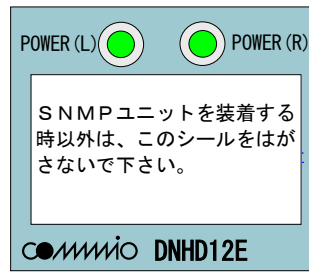 POWER(L)
POWER(R)
SNMPユニットを装着する
時以外は、このシールをはが
さないで下さい。
commio DNHD12E